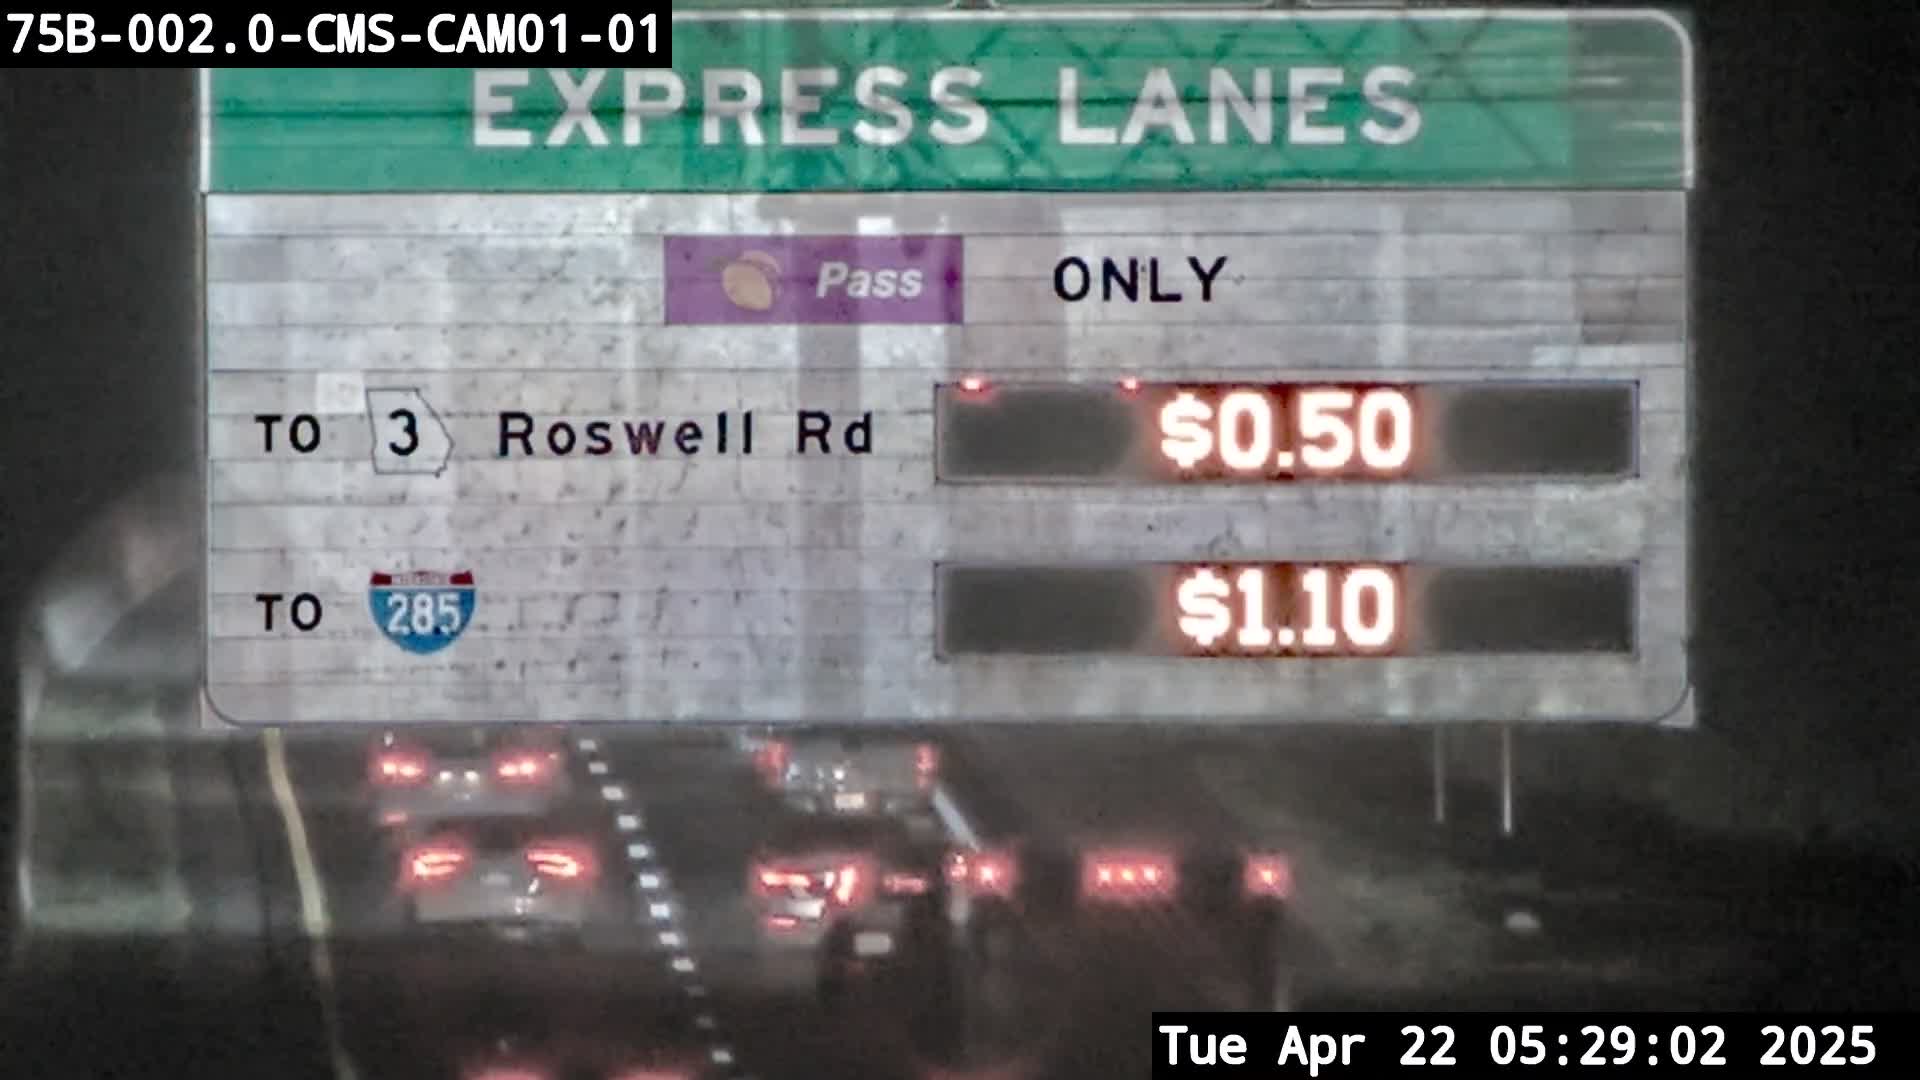 75B-002.0-CMS-CAM01-01
EXPRESS LANES
Pass ONLY
TO 3 Roswell Rd $0.50
TO 285 $1.10
Tue Apr 22 05:29:02 2025